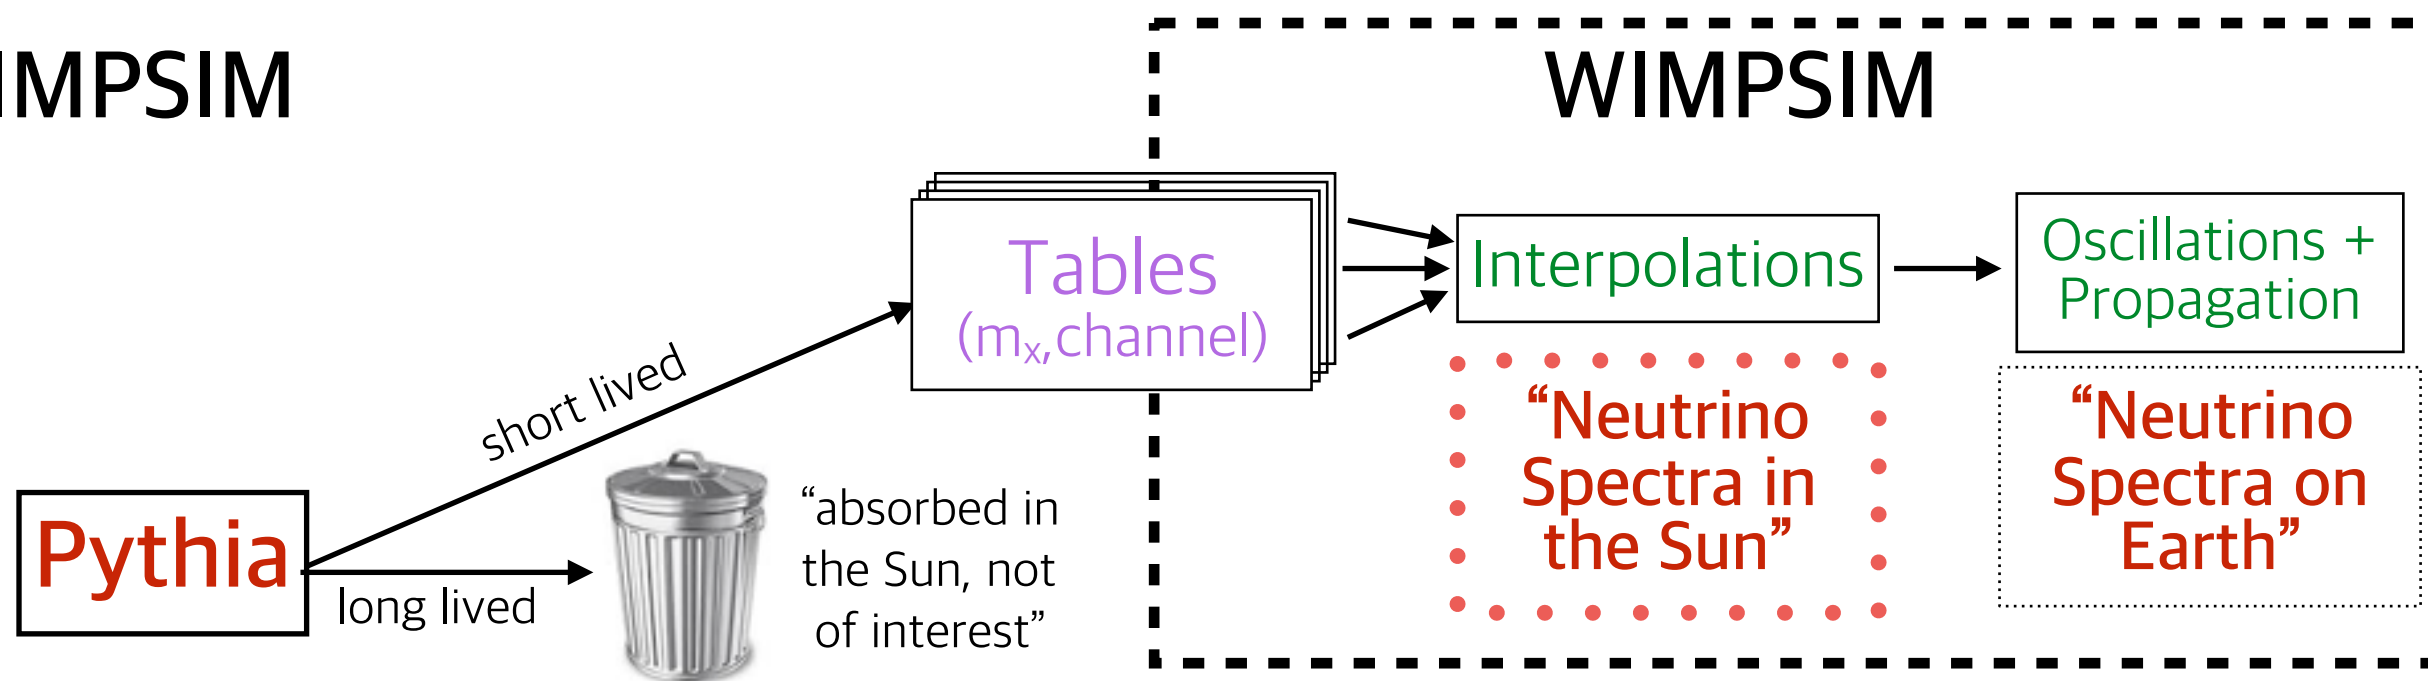 IMPSIM
WIMPSIM
Tables
(mₓ,channel)
Interpolations
Oscillations +
Propagation
short lived
“Neutrino
Spectra in
the Sun”
“Neutrino
Spectra on
Earth”
Pythia
long lived
“absorbed in
the Sun, not
of interest”